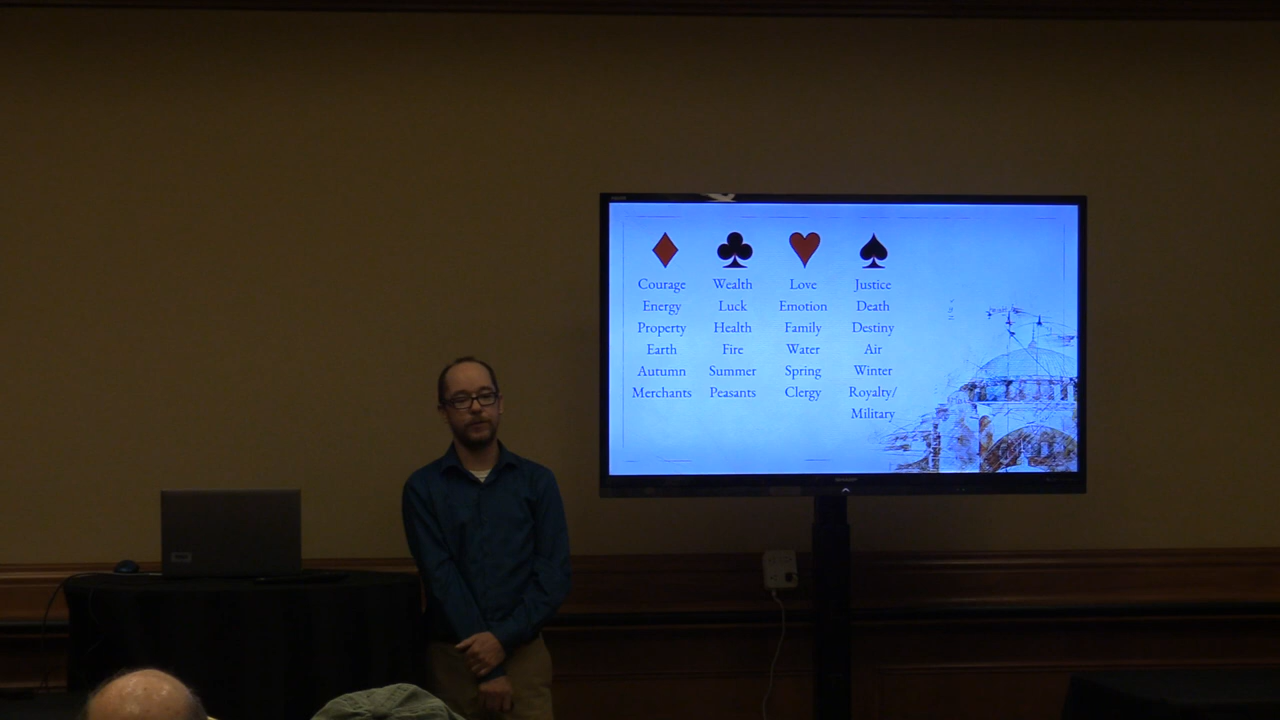 Courage Wealth Love Justice
Energy Luck Emotion Death
Property Health Family Destiny
Earth Fire Water Air
Autumn Summer Spring Winter
Merchants Peasants Clergy Royalty/
Military
SHARP